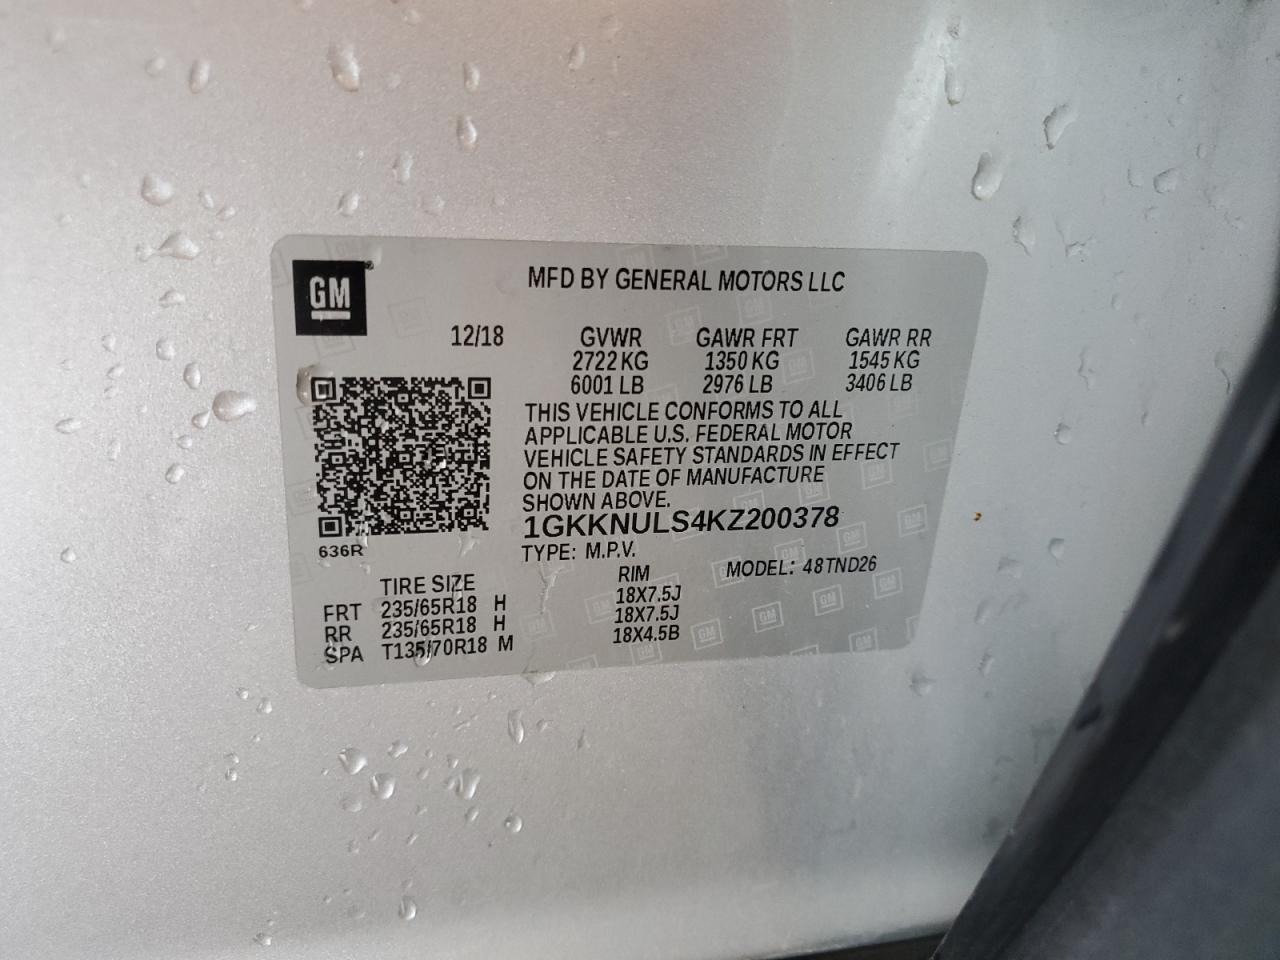 GM
MFD BY GENERAL MOTORS LLC
12/18 GVWR GAWR FRT GAWR RR
2722 KG 1350 KG 1545 KG
6001 LB 2976 LB 3406 LB
THIS VEHICLE CONFORMS TO ALL
APPLICABLE U.S. FEDERAL MOTOR
VEHICLE SAFETY STANDARDS IN EFFECT
ON THE DATE OF MANUFACTURE
SHOWN ABOVE.
1GKKNULS4KZ200378
636R
TYPE: M.P.V. MODEL: 48TND26
TIRE SIZE RIM
FRT 235/65R18 H 18X7.5J
RR 235/65R18 H 18X7.5J
SPA T135/70R18 M 18X4.5B